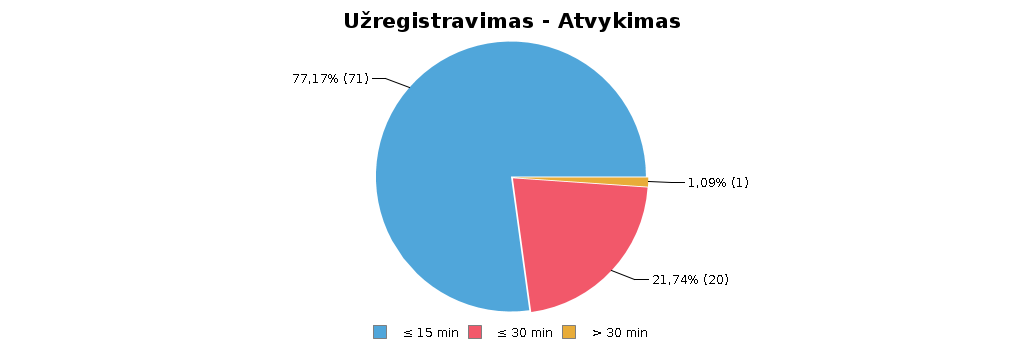 Užregistravimas - Atvykimas
77,17% (71)
1,09% (1)
21,74% (20)
≤ 15 min ≤ 30 min > 30 min